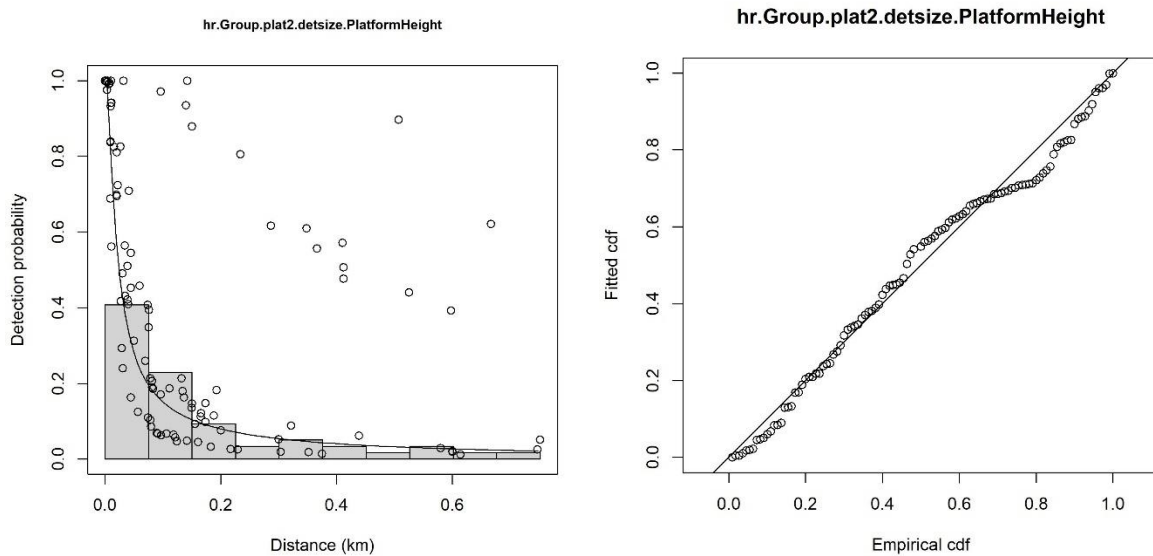 hr.Group.plat2.detsize.PlatformHeight
Detection probability
1.0
0.8
0.6
0.4
0.2
0.0
0.0 0.2 0.4 0.6
Distance (km)
hr.Group.plat2.detsize.PlatformHeight
Fitted cdf
1.0
0.8
0.6
0.4
0.2
0.0
0.0 0.2 0.4 0.6 0.8 1.0
Empirical cdf